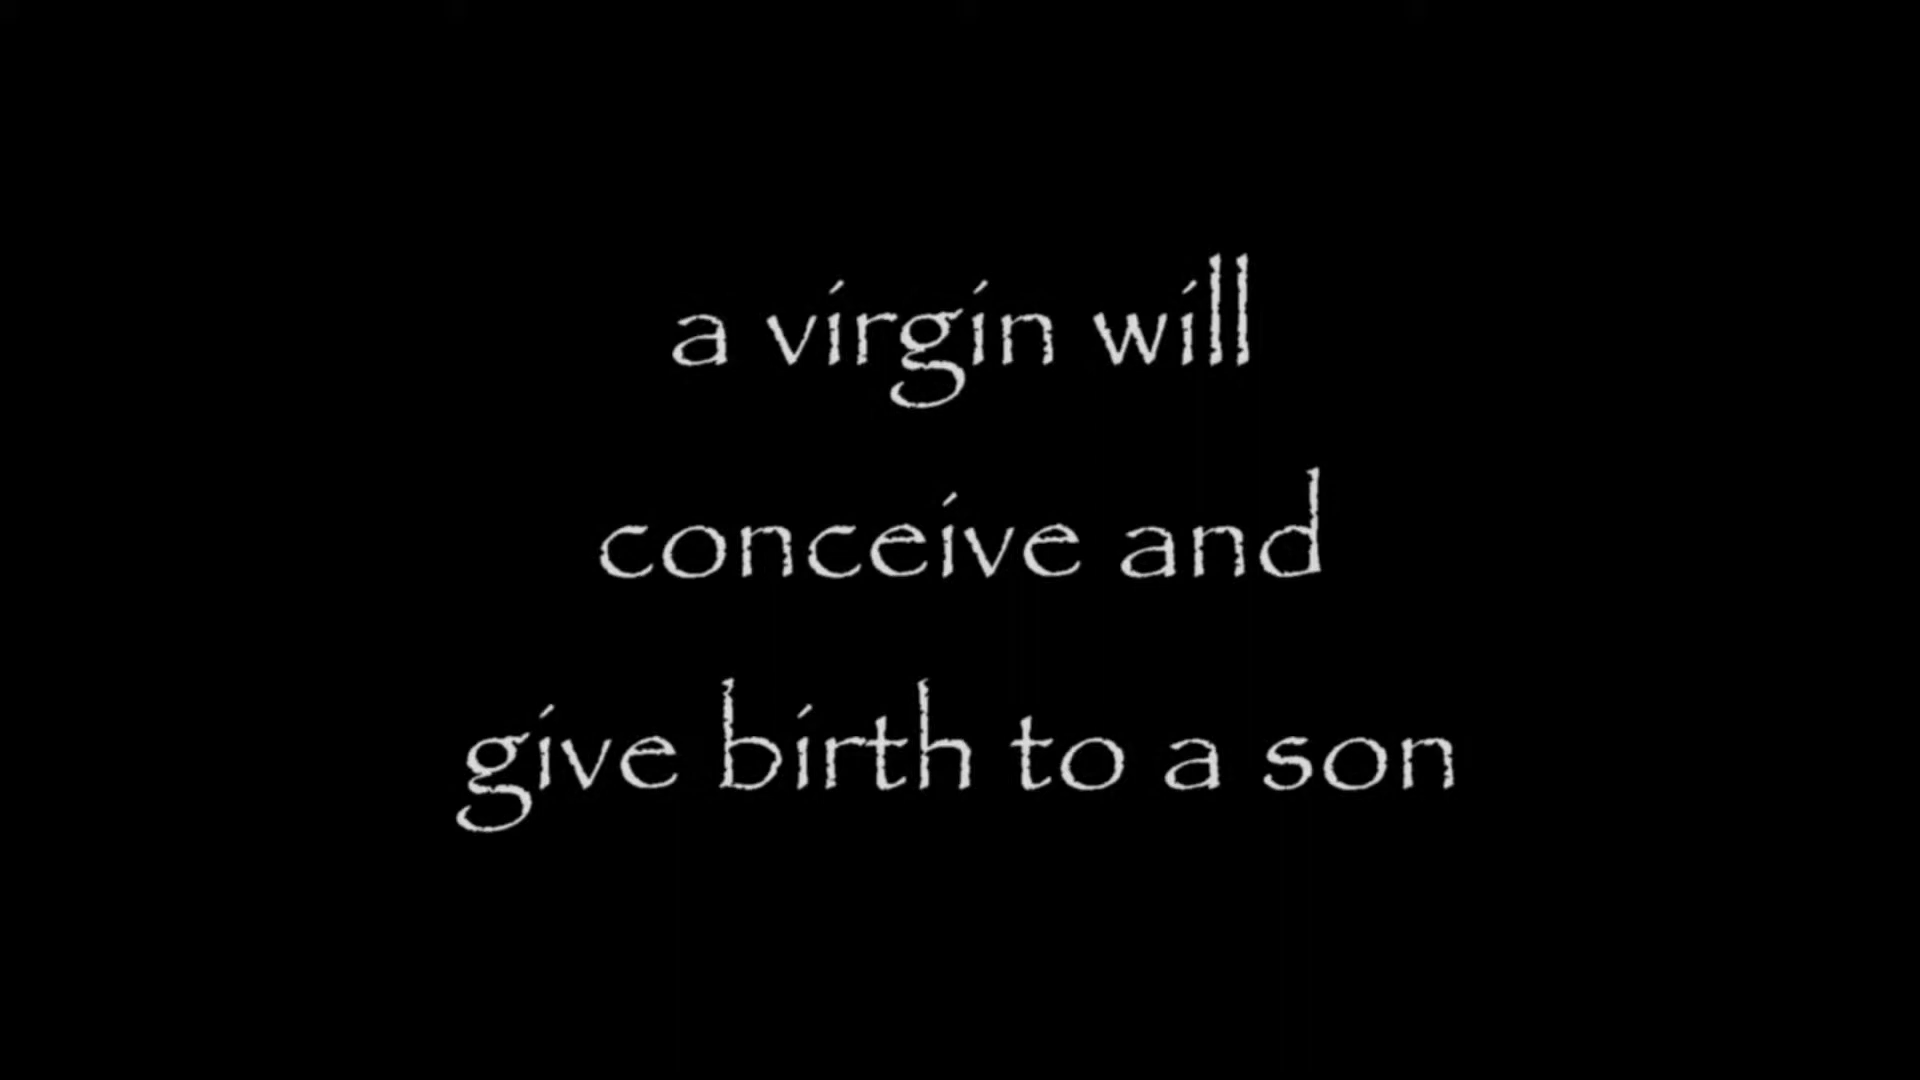 a virgin will
conceive and
give birth to a son